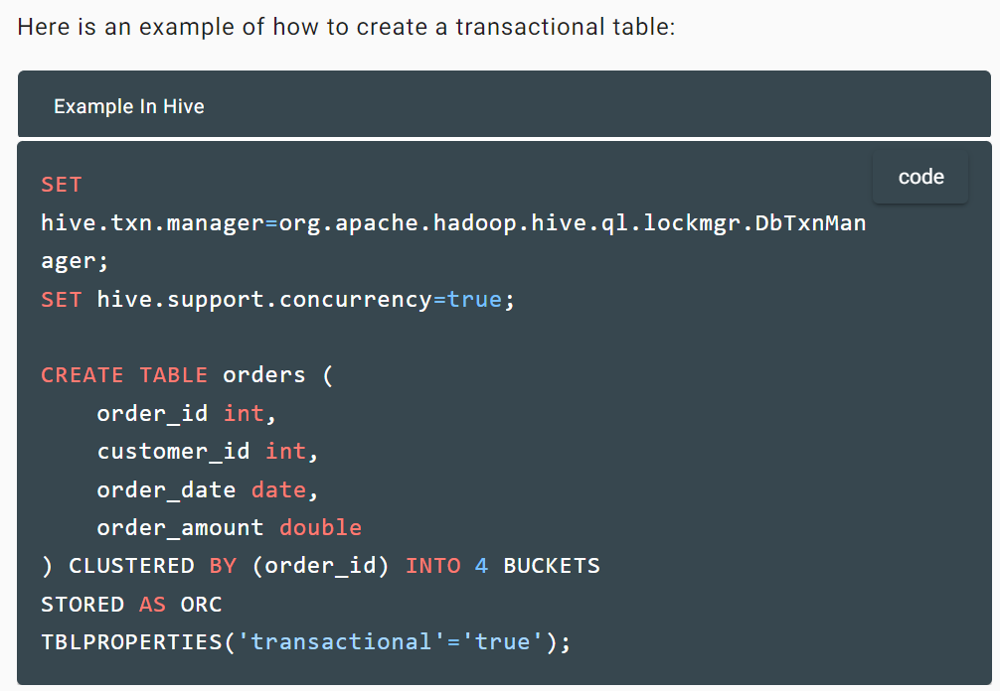 Here is an example of how to create a transactional table:
Example In Hive
code
SET
hive.txn.manager=org.apache.hadoop.hive.ql.lockmgr.DbTxnMan
ager;
SET hive.support.concurrency=true;
CREATE TABLE orders (
    order_id int,
    customer_id int,
    order_date date,
    order_amount double
) CLUSTERED BY (order_id) INTO 4 BUCKETS
STORED AS ORC
TBLPROPERTIES('transactional'='true');